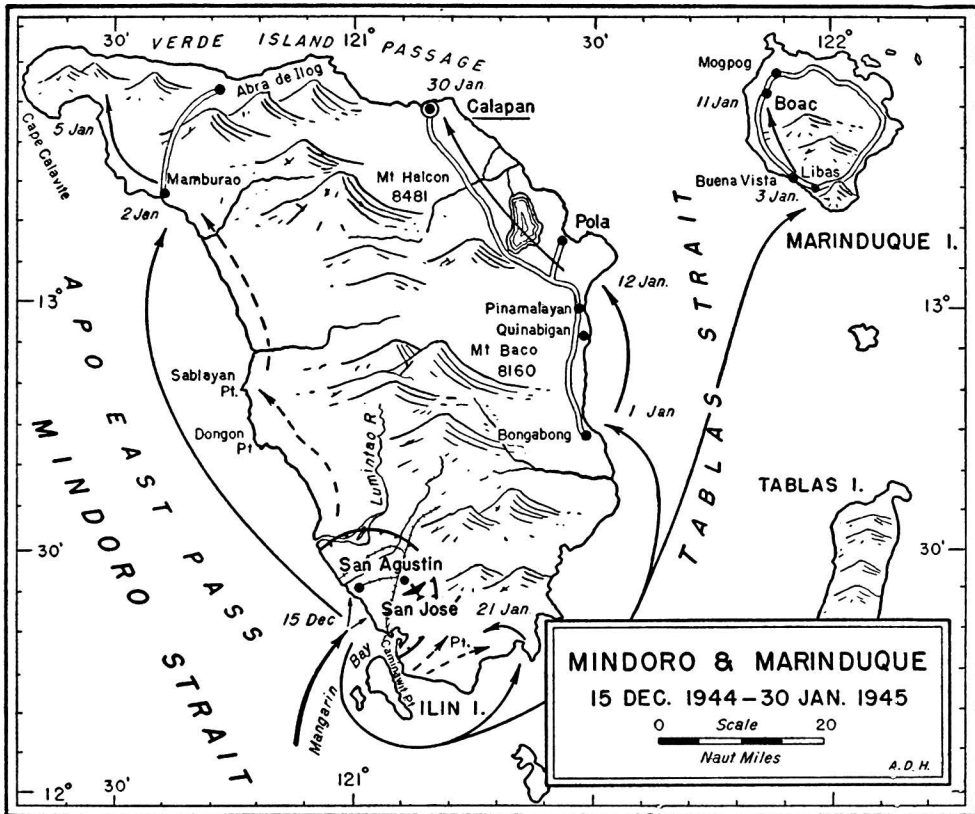 30'
121°
30'
122°
VERDE ISLAND PASSAGE
30 Jan.
Calapan
Abra de Ilog
5 Jan
Cape Calavite
Mamburao
2 Jan
Mt Halcon
8481
Pola
Mogpog
11 Jan
Boac
Libas
Buena Vista
3 Jan.
MARINDUQUE I.
12 Jan.
13°
13°
Pinamalayan
Quinabigan
Mt Baco
8160
1 Jan
Bongabong
Sablayan
Pt.
Dongon
Pt
Lumintao R
TABLAS STRAIT
TABLAS STRAIT
APO EAST PASS
MINDORO STRAIT
TABLAS I.
30'
30'
San Agustin
San Jose
15 Dec
21 Jan.
Pt.
Mangarin Bay
Caminawit Pt.
ILIN I.
MINDORO & MARINDUQUE
15 DEC. 1944–30 JAN. 1945
0 Scale 20
Naut Miles
A.D.H.
12°
30'
121°